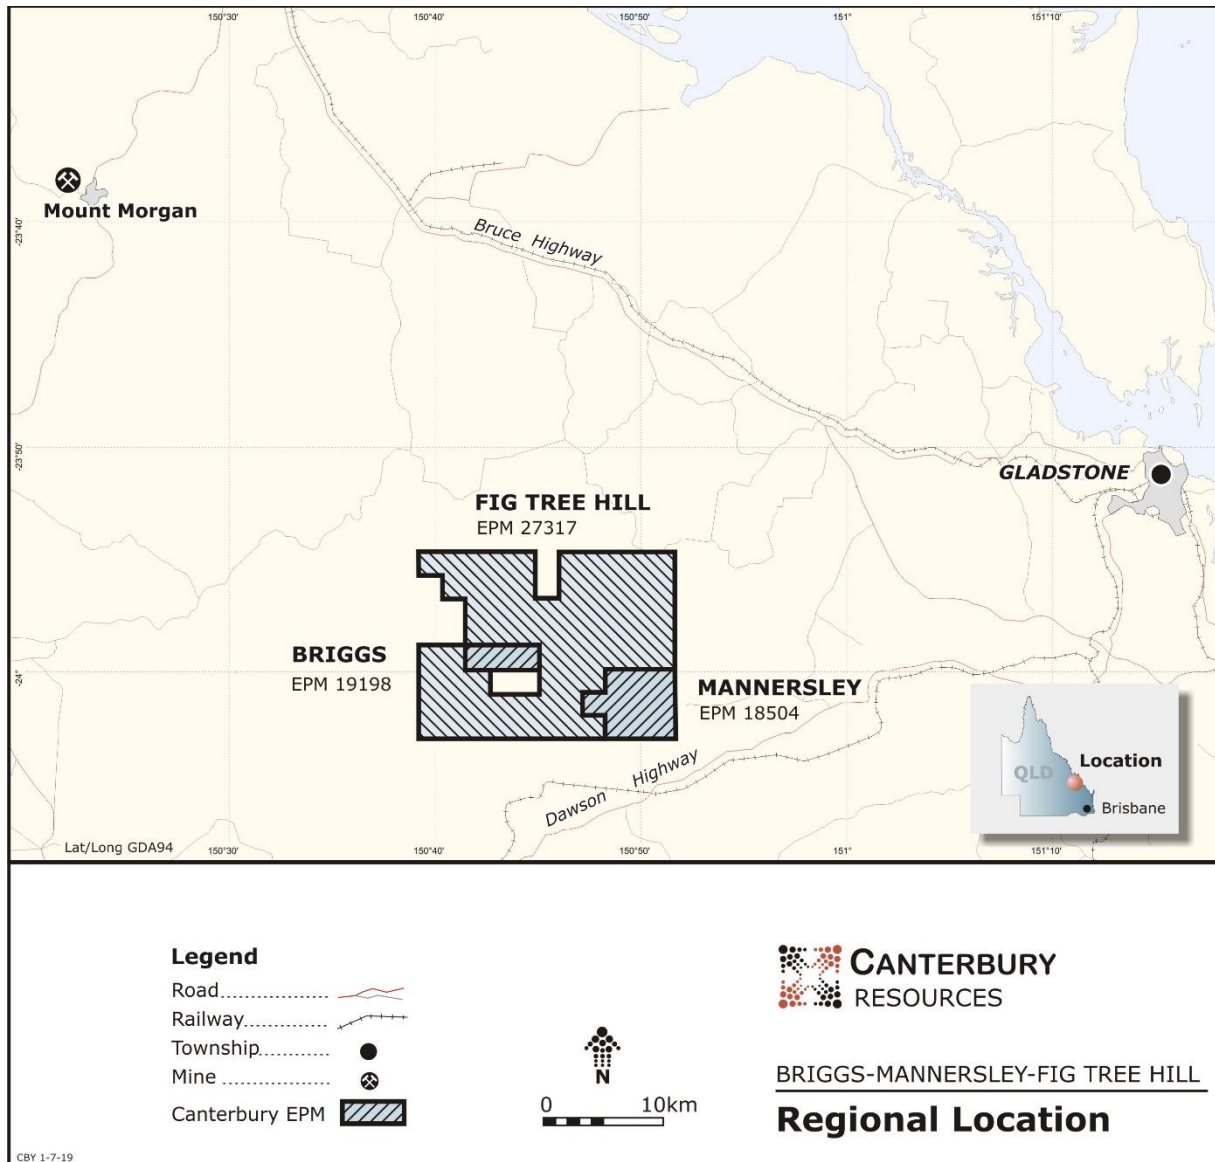 150°30'
150°40'
150°50'
151°
151°10'
Mount Morgan
-23°40'
Bruce Highway
-23°50'
GLADSTONE
FIG TREE HILL
EPM 27317
BRIGGS
EPM 19198
-24°
MANNERSLEY
EPM 18504
Dawson Highway
QLD
Location
Brisbane
Lat/Long GDA94
150°30'
150°40'
150°50'
151°
151°10'
Legend
Road
Railway
Township
Mine
Canterbury EPM
N
0 10km
CANTERBURY
RESOURCES
BRIGGS-MANNERSLEY-FIG TREE HILL
Regional Location
CBY 1-7-19